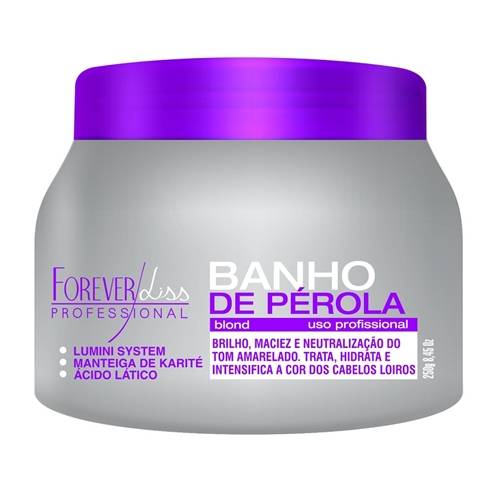 FOREVER Liss
PROFESSIONAL
• LUMINI SYSTEM
• MANTEIGA DE KARITÉ
• ÁCIDO LÁTICO
BANHO
DE PÉROLA
blond uso profissional
BRILHO, MACIEZ E NEUTRALIZAÇÃO DO
TOM AMARELADO. TRATA, HIDRATA E
INTENSIFICA A COR DOS CABELOS LOIROS
250g 8,45 Oz